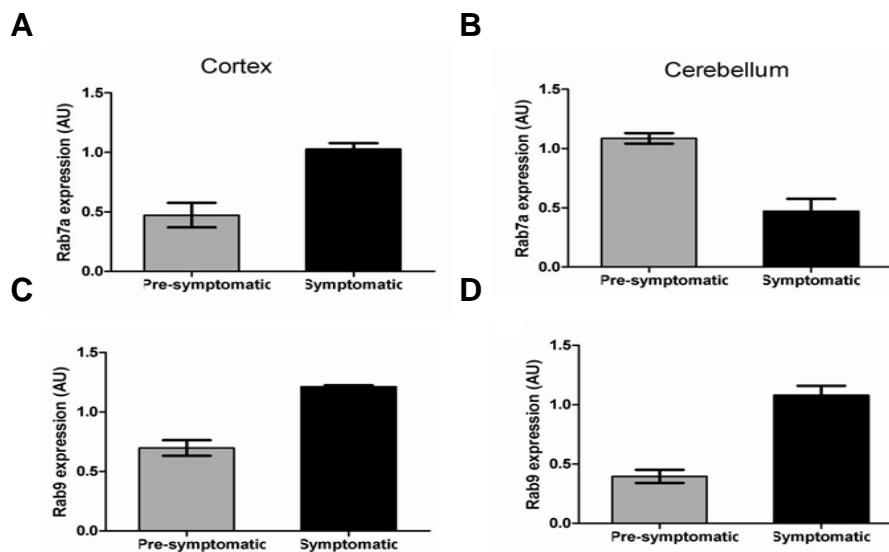 A
Cortex
Rab7a expression (AU)
1.5
1.0
0.5
0.0
Pre-symptomatic Symptomatic
B
Cerebellum
Rab7a expression (AU)
1.5
1.0
0.5
0.0
Pre-symptomatic Symptomatic
C
Rab9 expression (AU)
1.5
1.0
0.5
0.0
Pre-symptomatic Symptomatic
D
Rab9 expression (AU)
1.5
1.0
0.5
0.0
Pre-symptomatic Symptomatic